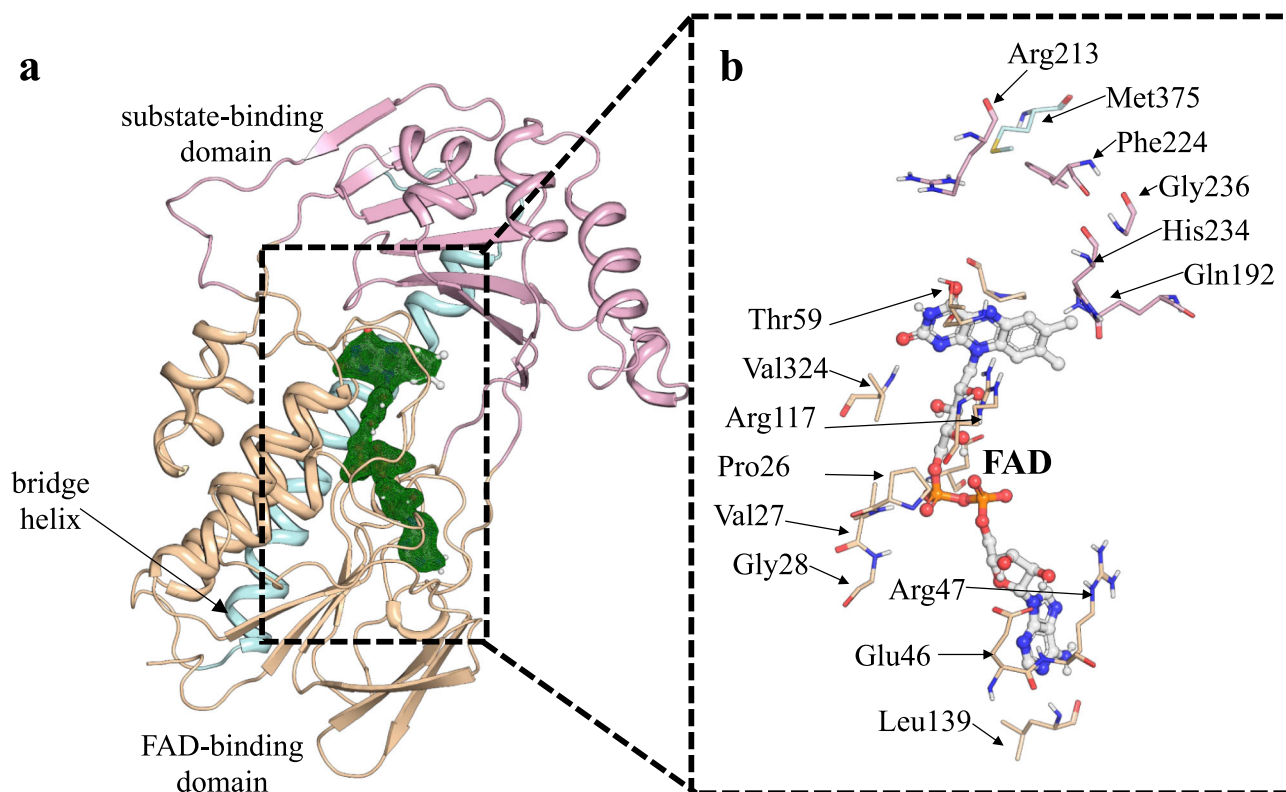 a
substate-binding
domain
bridge
helix
FAD-binding
domain
b
Arg213
Met375
Phe224
Gly236
His234
Gln192
Thr59
Val324
Arg117
Pro26
FAD
Val27
Gly28
Arg47
Glu46
Leu139